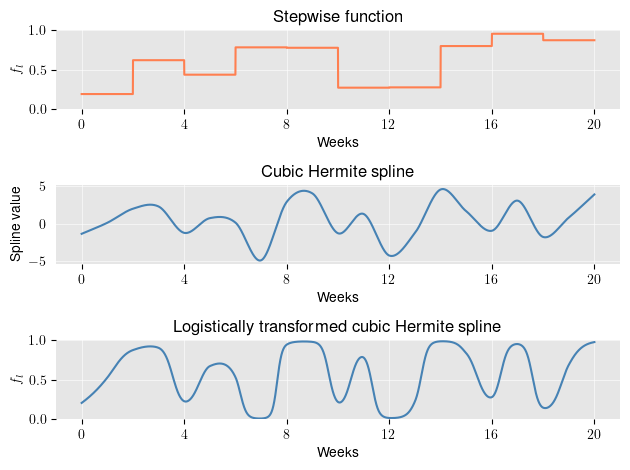 Stepwise function
1.0
0.5
0.0
f_l
0 4 8 12 16 20
Weeks
Cubic Hermite spline
5
0
−5
Spline value
0 4 8 12 16 20
Weeks
Logistically transformed cubic Hermite spline
1.0
0.5
0.0
f_l
0 4 8 12 16 20
Weeks